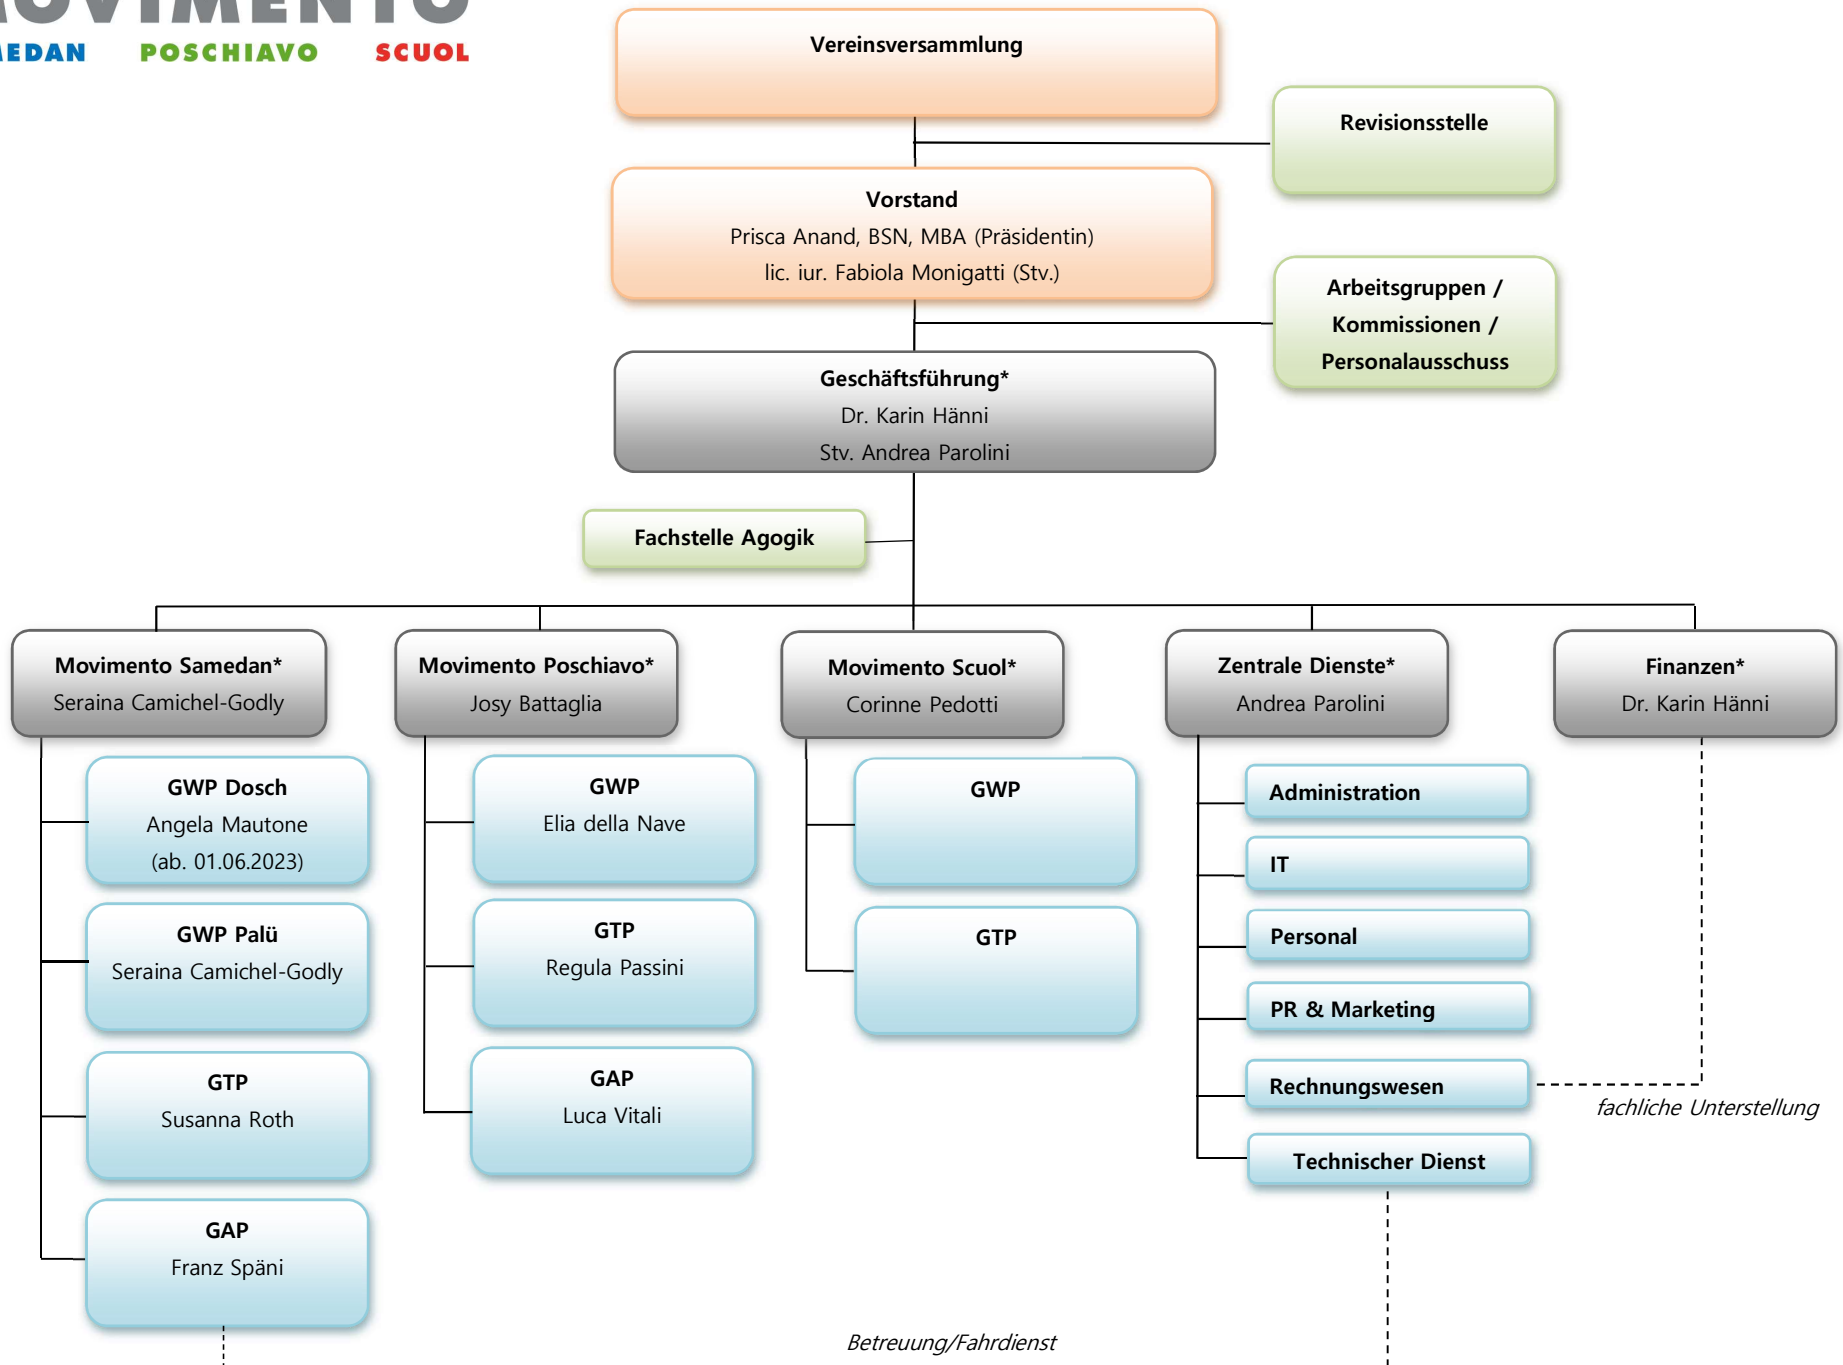 MOVIMENTO
MEDAN POSCHIAVO SCUOL
Vereinsversammlung
Revisionsstelle
Vorstand
Prisca Anand, BSN, MBA (Präsidentin)
lic. iur. Fabiola Monigatti (Stv.)
Arbeitsgruppen /
Kommissionen /
Personalausschuss
Geschäftsführung*
Dr. Karin Hänni
Stv. Andrea Parolini
Fachstelle Agogik
Movimento Samedan*
Seraina Camichel-Godly
Movimento Poschiavo*
Josy Battaglia
Movimento Scuol*
Corinne Pedotti
Zentrale Dienste*
Andrea Parolini
Finanzen*
Dr. Karin Hänni
GWP Dosch
Angela Mautone
(ab. 01.06.2023)
GWP Palü
Seraina Camichel-Godly
GTP
Susanna Roth
GAP
Franz Späni
GWP
Elia della Nave
GTP
Regula Passini
GAP
Luca Vitali
GWP
GTP
Administration
IT
Personal
PR & Marketing
Rechnungswesen
Technischer Dienst
fachliche Unterstellung
Betreuung/Fahrdienst